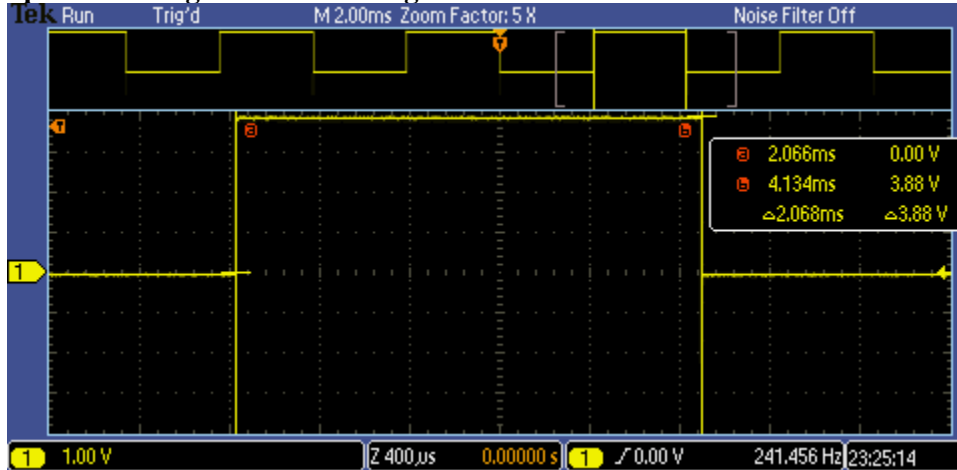 Tek Run Trig'd M 2.00ms Zoom Factor: 5 X Noise Filter Off
T
T
a b
a 2.066ms 0.00 V
b 4.134ms 3.88 V
△2.068ms △3.88 V
1
1 1.00 V Z 400µs 0.00000 s 1 ∕ 0.00 V 241.456 Hz 23:25:14